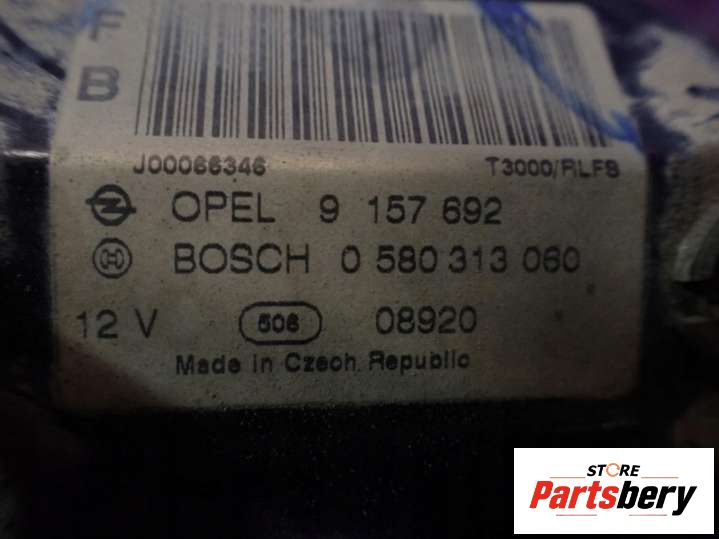 F
B
J00066346 T3000/RLFS
OPEL 9 157 692
BOSCH 0 580 313 060
12 V 506 08920
Made in Czech Republic
STORE
Partsbery